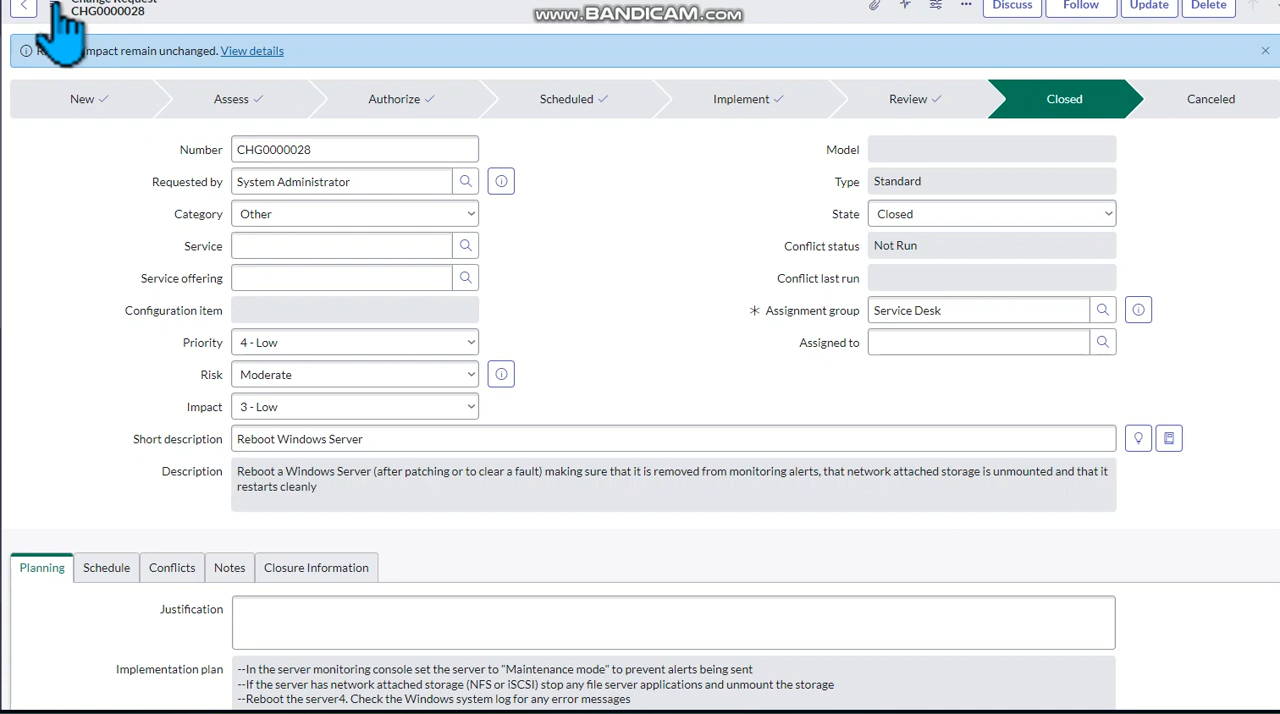 Change Request
CHG0000028
www.BANDICAM.com
Discuss
Follow
Update
Delete
impact remain unchanged. View details
New
Assess
Authorize
Scheduled
Implement
Review
Closed
Canceled
Number CHG0000028
Requested by System Administrator
Category Other
Service
Service offering
Configuration item
Priority 4 - Low
Risk Moderate
Impact 3 - Low
Model
Type Standard
State Closed
Conflict status Not Run
Conflict last run
Assignment group Service Desk
Assigned to
Short description Reboot Windows Server
Description Reboot a Windows Server (after patching or to clear a fault) making sure that it is removed from monitoring alerts, that network attached storage is unmounted and that it
restarts cleanly
Planning
Schedule
Conflicts
Notes
Closure Information
Justification
Implementation plan --In the server monitoring console set the server to "Maintenance mode" to prevent alerts being sent
--If the server has network attached storage (NFS or iSCSI) stop any file server applications and unmount the storage
--Reboot the server4. Check the Windows system log for any error messages